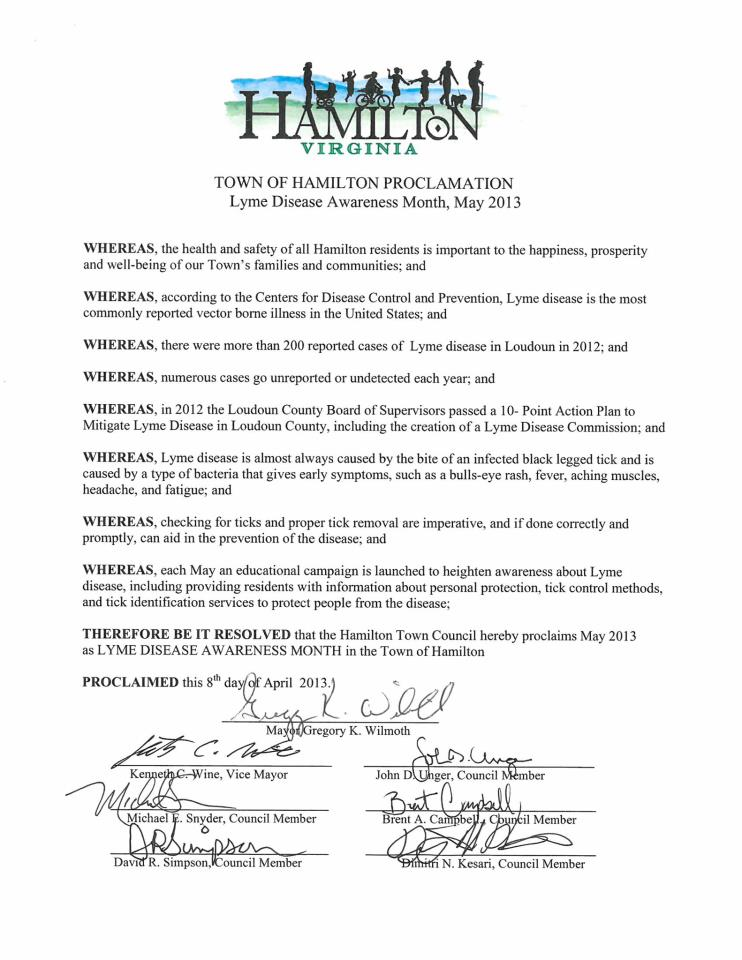 HAMILTON
VIRGINIA
TOWN OF HAMILTON PROCLAMATION
Lyme Disease Awareness Month, May 2013
WHEREAS, the health and safety of all Hamilton residents is important to the happiness, prosperity
and well-being of our Town's families and communities; and
WHEREAS, according to the Centers for Disease Control and Prevention, Lyme disease is the most
commonly reported vector borne illness in the United States; and
WHEREAS, there were more than 200 reported cases of Lyme disease in Loudoun in 2012; and
WHEREAS, numerous cases go unreported or undetected each year; and
WHEREAS, in 2012 the Loudoun County Board of Supervisors passed a 10- Point Action Plan to
Mitigate Lyme Disease in Loudoun County, including the creation of a Lyme Disease Commission; and
WHEREAS, Lyme disease is almost always caused by the bite of an infected black legged tick and is
caused by a type of bacteria that gives early symptoms, such as a bulls-eye rash, fever, aching muscles,
headache, and fatigue; and
WHEREAS, checking for ticks and proper tick removal are imperative, and if done correctly and
promptly, can aid in the prevention of the disease; and
WHEREAS, each May an educational campaign is launched to heighten awareness about Lyme
disease, including providing residents with information about personal protection, tick control methods,
and tick identification services to protect people from the disease;
THEREFORE BE IT RESOLVED that the Hamilton Town Council hereby proclaims May 2013
as LYME DISEASE AWARENESS MONTH in the Town of Hamilton
PROCLAIMED this 8th day of April 2013.
Mayor Gregory K. Wilmoth
Kenneth C. Wine, Vice Mayor
John D. Unger, Council Member
Michael E. Snyder, Council Member
Brent Campbell
Brent A. Campbell, Council Member
DRSimpson
David R. Simpson, Council Member
Dimitri N. Kesari, Council Member